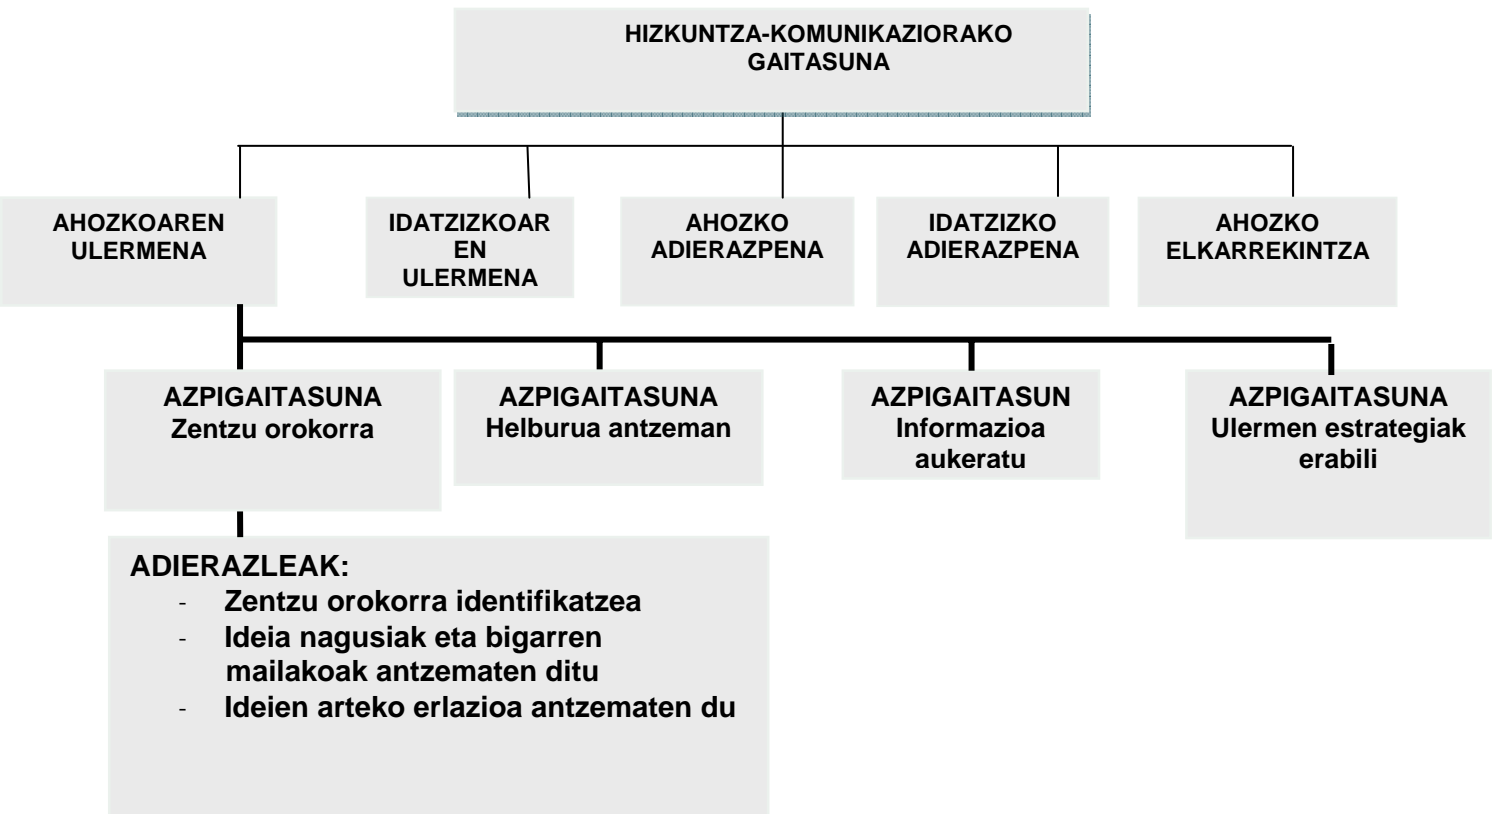 HIZKUNTZA-KOMUNIKAZIORAKO
GAITASUNA
AHOZKOAREN
ULERMENA
IDATZIZKOAR
EN
ULERMENA
AHOZKO
ADIERAZPENA
IDATZIZKO
ADIERAZPENA
AHOZKO
ELKARREKINTZA
AZPIGAITASUNA
Zentzu orokorra
AZPIGAITASUNA
Helburua antzeman
AZPIGAITASUN
Informazioa
aukeratu
AZPIGAITASUNA
Ulermen estrategiak
erabili
ADIERAZLEAK:
- Zentzu orokorra identifikatzea
- Ideia nagusiak eta bigarren
mailakoak antzematen ditu
- Ideien arteko erlazioa antzematen du